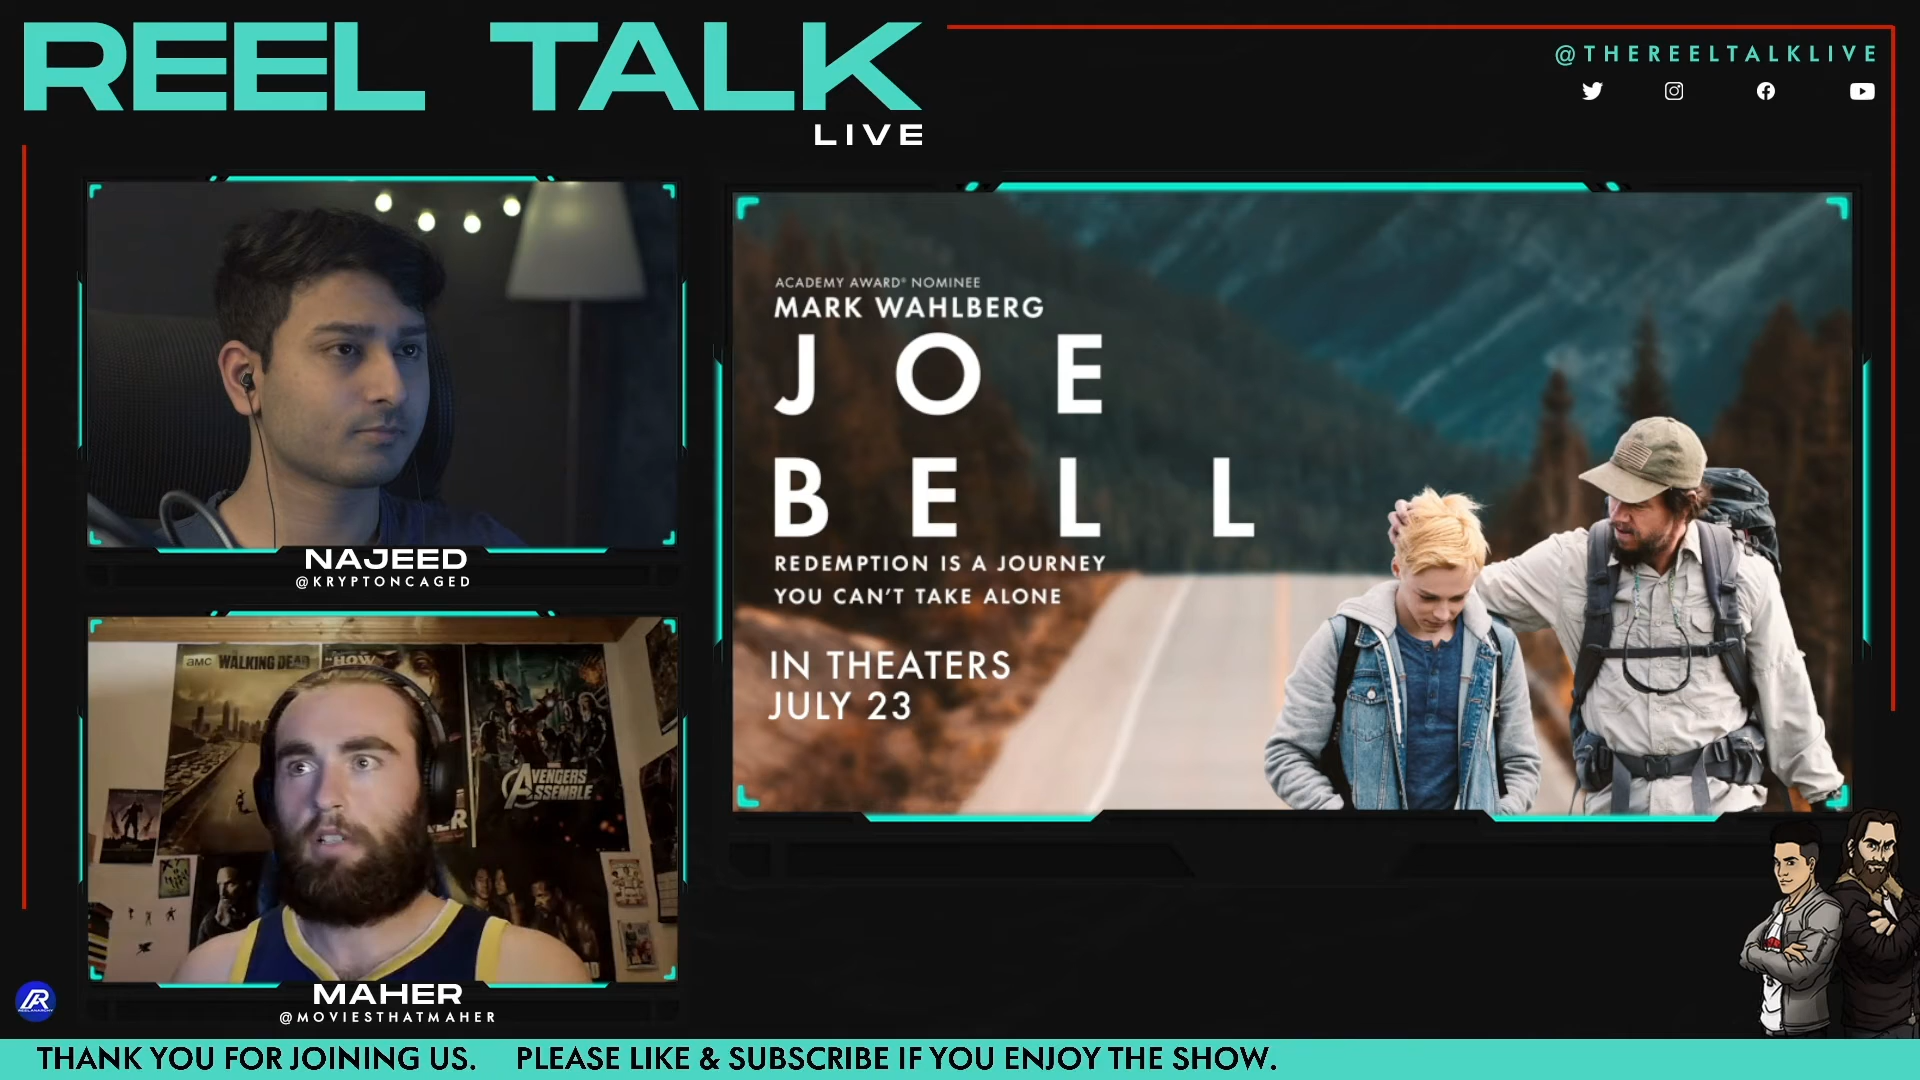 REEL TALK
LIVE
@THEREELTALKLIVE
ACADEMY AWARD® NOMINEE
MARK WAHLBERG
JOE
BELL
REDEMPTION IS A JOURNEY
YOU CAN'T TAKE ALONE
IN THEATERS
JULY 23
NAJEED
@KRYPTONCAGED
aMC WALKING DEAD
"HOW
MARVEL
AVENGERS
ASSEMBLE
MAHER
@MOVIESTHATMAHER
THANK YOU FOR JOINING US. PLEASE LIKE & SUBSCRIBE IF YOU ENJOY THE SHOW.